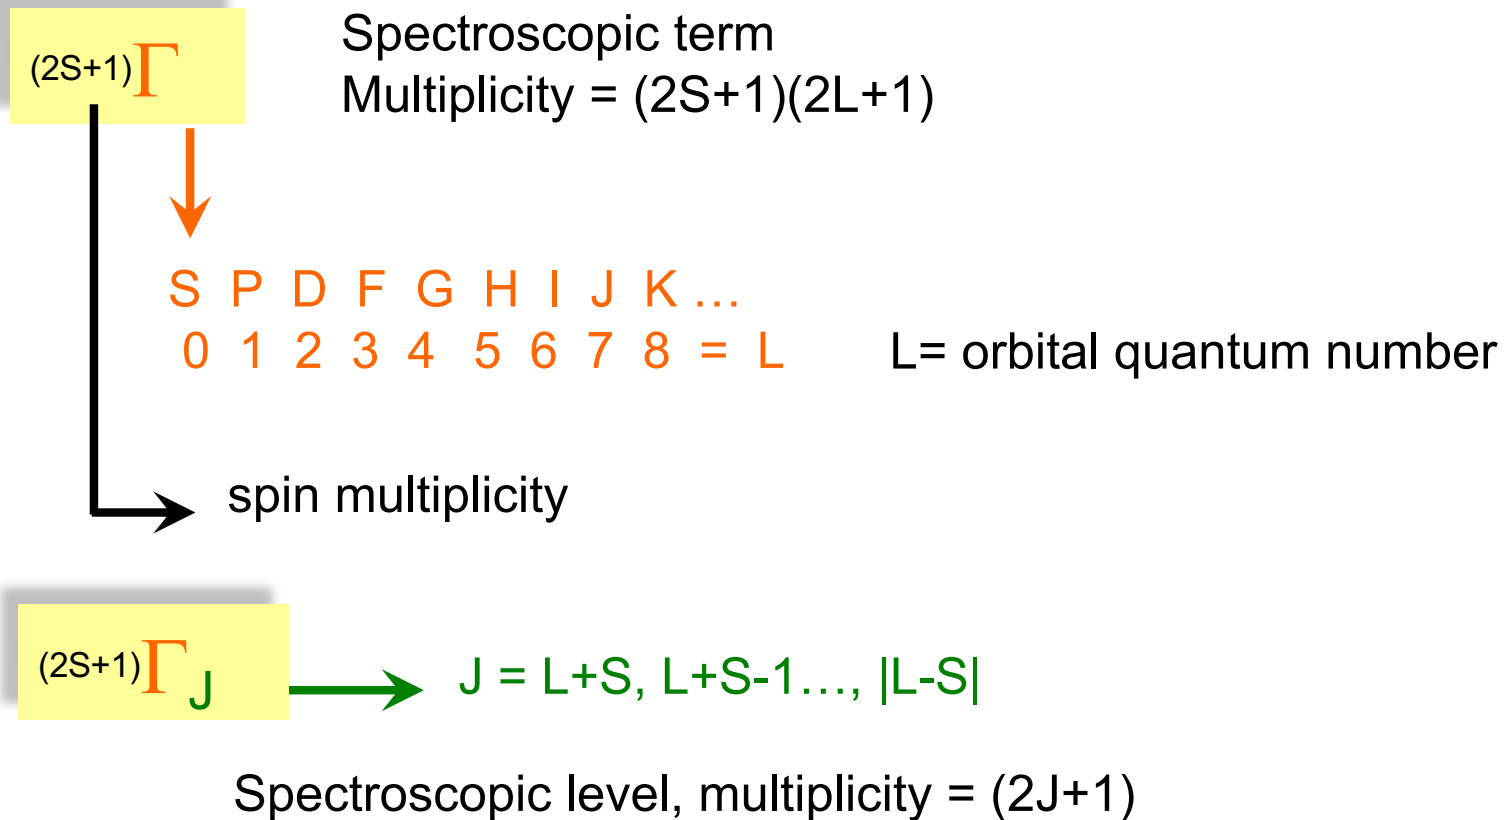 (2S+1)Γ
Spectroscopic term
Multiplicity = (2S+1)(2L+1)
S P D F G H I J K ...
0 1 2 3 4 5 6 7 8 = L
L= orbital quantum number
spin multiplicity
(2S+1)Γ J
J = L+S, L+S-1..., |L-S|
Spectroscopic level, multiplicity = (2J+1)